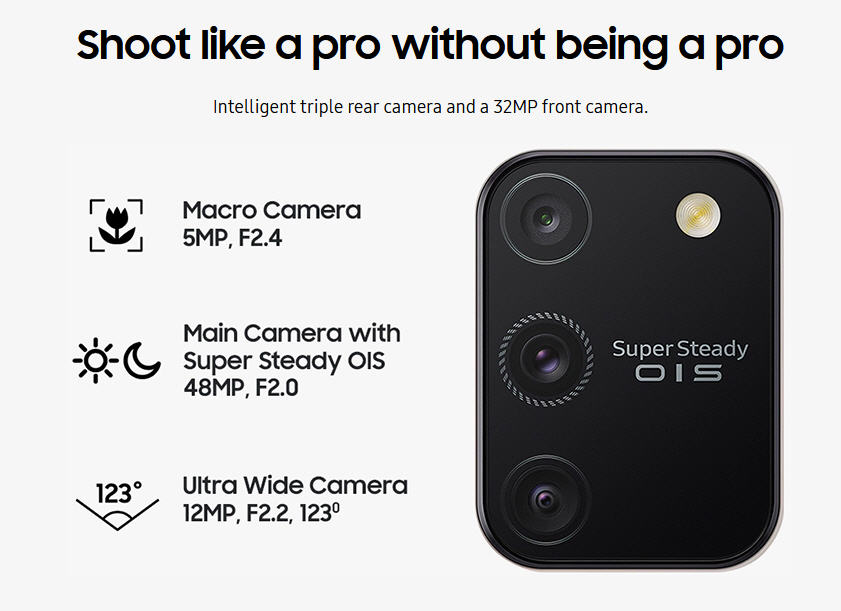 Shoot like a pro without being a pro
Intelligent triple rear camera and a 32MP front camera.
Macro Camera
5MP, F2.4
Main Camera with
Super Steady OIS
48MP, F2.0
Super Steady
OIS
123°
Ultra Wide Camera
12MP, F2.2, 123⁰